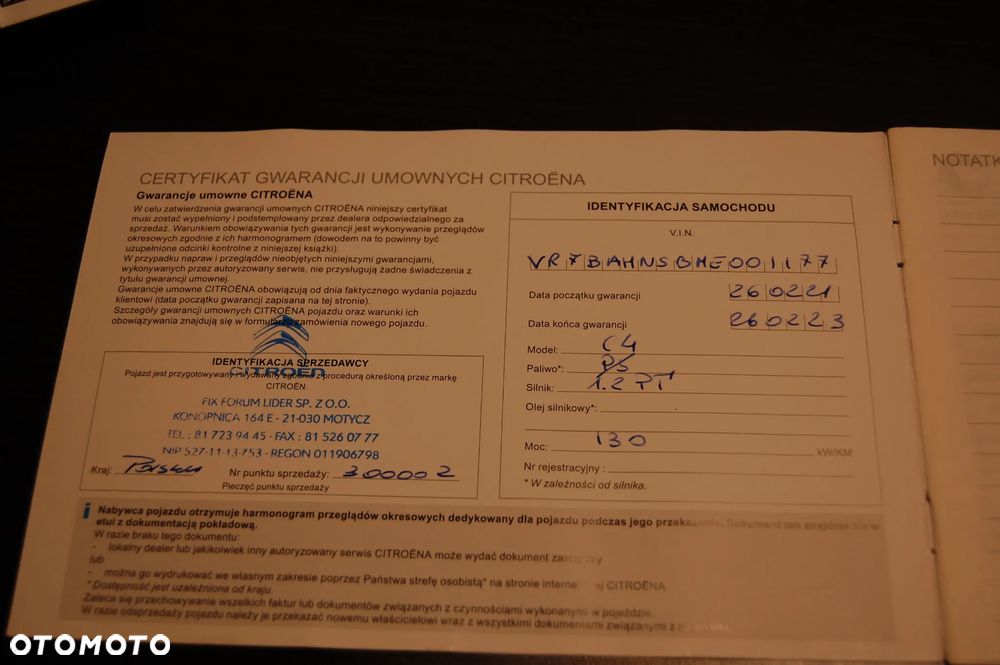 CERTYFIKAT GWARANCJI UMOWNYCH CITROËNA
Gwarancje umowne CITROËNA
W celu zatwierdzenia gwarancji umownych CITROËNA niniejszy certyfikat
musi zostać wypełniony i podstemplowany przez dealera odpowiedzialnego za
sprzedaż. Warunkiem obowiązywania tych gwarancji jest wykonywanie przeglądów
okresowych zgodnie z ich harmonogramem (dowodem na to powinny być
uzupełnione odcinki kontrolne z niniejszej książki).
W przypadku napraw i przeglądów nieobjętych niniejszymi gwarancjami,
wykonywanych przez autoryzowany serwis, nie przysługują żadne świadczenia z
tytułu gwarancji umownej.
Gwarancje umowne CITROËNA obowiązują od dnia faktycznego wydania pojazdu
klientowi (data początku gwarancji zapisana na tej stronie).
Szczegóły gwarancji umownych CITROËNA pojazdu oraz warunki ich
obowiązywania znajdują się w formularzu zamówienia nowego pojazdu.
IDENTYFIKACJA SPRZEDAWCY
CITROËN
Pojazd jest przygotowywany i wydawany zgodnie z procedurą określoną przez markę
CITROËN.
FIX FORUM LIDER SP. Z O.O.
KONOPNICA 164 E - 21-030 MOTYCZ
TEL.: 81 723 94 45 - FAX : 81 526 07 77
NIP 527-11-13-753 - REGON 011906798
Kraj: Polska Nr punktu sprzedaży: 300002
Pieczęć punktu sprzedaży
IDENTYFIKACJA SAMOCHODU
V.I.N.
VR7BAHNSBME001177
Data początku gwarancji 260221
Data końca gwarancji 260223
Model: C4
Paliwo*: PS
Silnik: 1.2 PT
Olej silnikowy*:
Moc: 130 kW/KM
Nr rejestracyjny :
* W zależności od silnika.
i Nabywca pojazdu otrzymuje harmonogram przeglądów okresowych dedykowany dla pojazdu podczas jego przekazania. Dokument ten znajduje się w
etui z dokumentacją pokładową.
W razie braku tego dokumentu:
- lokalny dealer lub jakikolwiek inny autoryzowany serwis CITROËNA może wydać dokument zastępczy
lub
- można go wydrukować we własnym zakresie poprzez Państwa strefę osobistą* na stronie internetowej CITROËNA
* Dostępność jest uzależniona od kraju.
Zaleca się przechowywanie wszelkich faktur lub dokumentów związanych z czynnościami wykonanymi w pojeździe.
W razie odsprzedaży pojazdu należy je przekazać nowemu właścicielowi wraz z wszystkimi dokumentami związanymi z
NOTATK
OTOMOTO